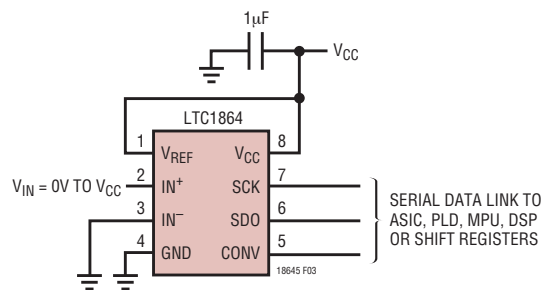 1µF
VCC
LTC1864
1 VREF VCC 8
2 IN+ SCK 7
VIN = 0V TO VCC
3 IN− SDO 6
4 GND CONV 5
SERIAL DATA LINK TO
ASIC, PLD, MPU, DSP
OR SHIFT REGISTERS
18645 F03